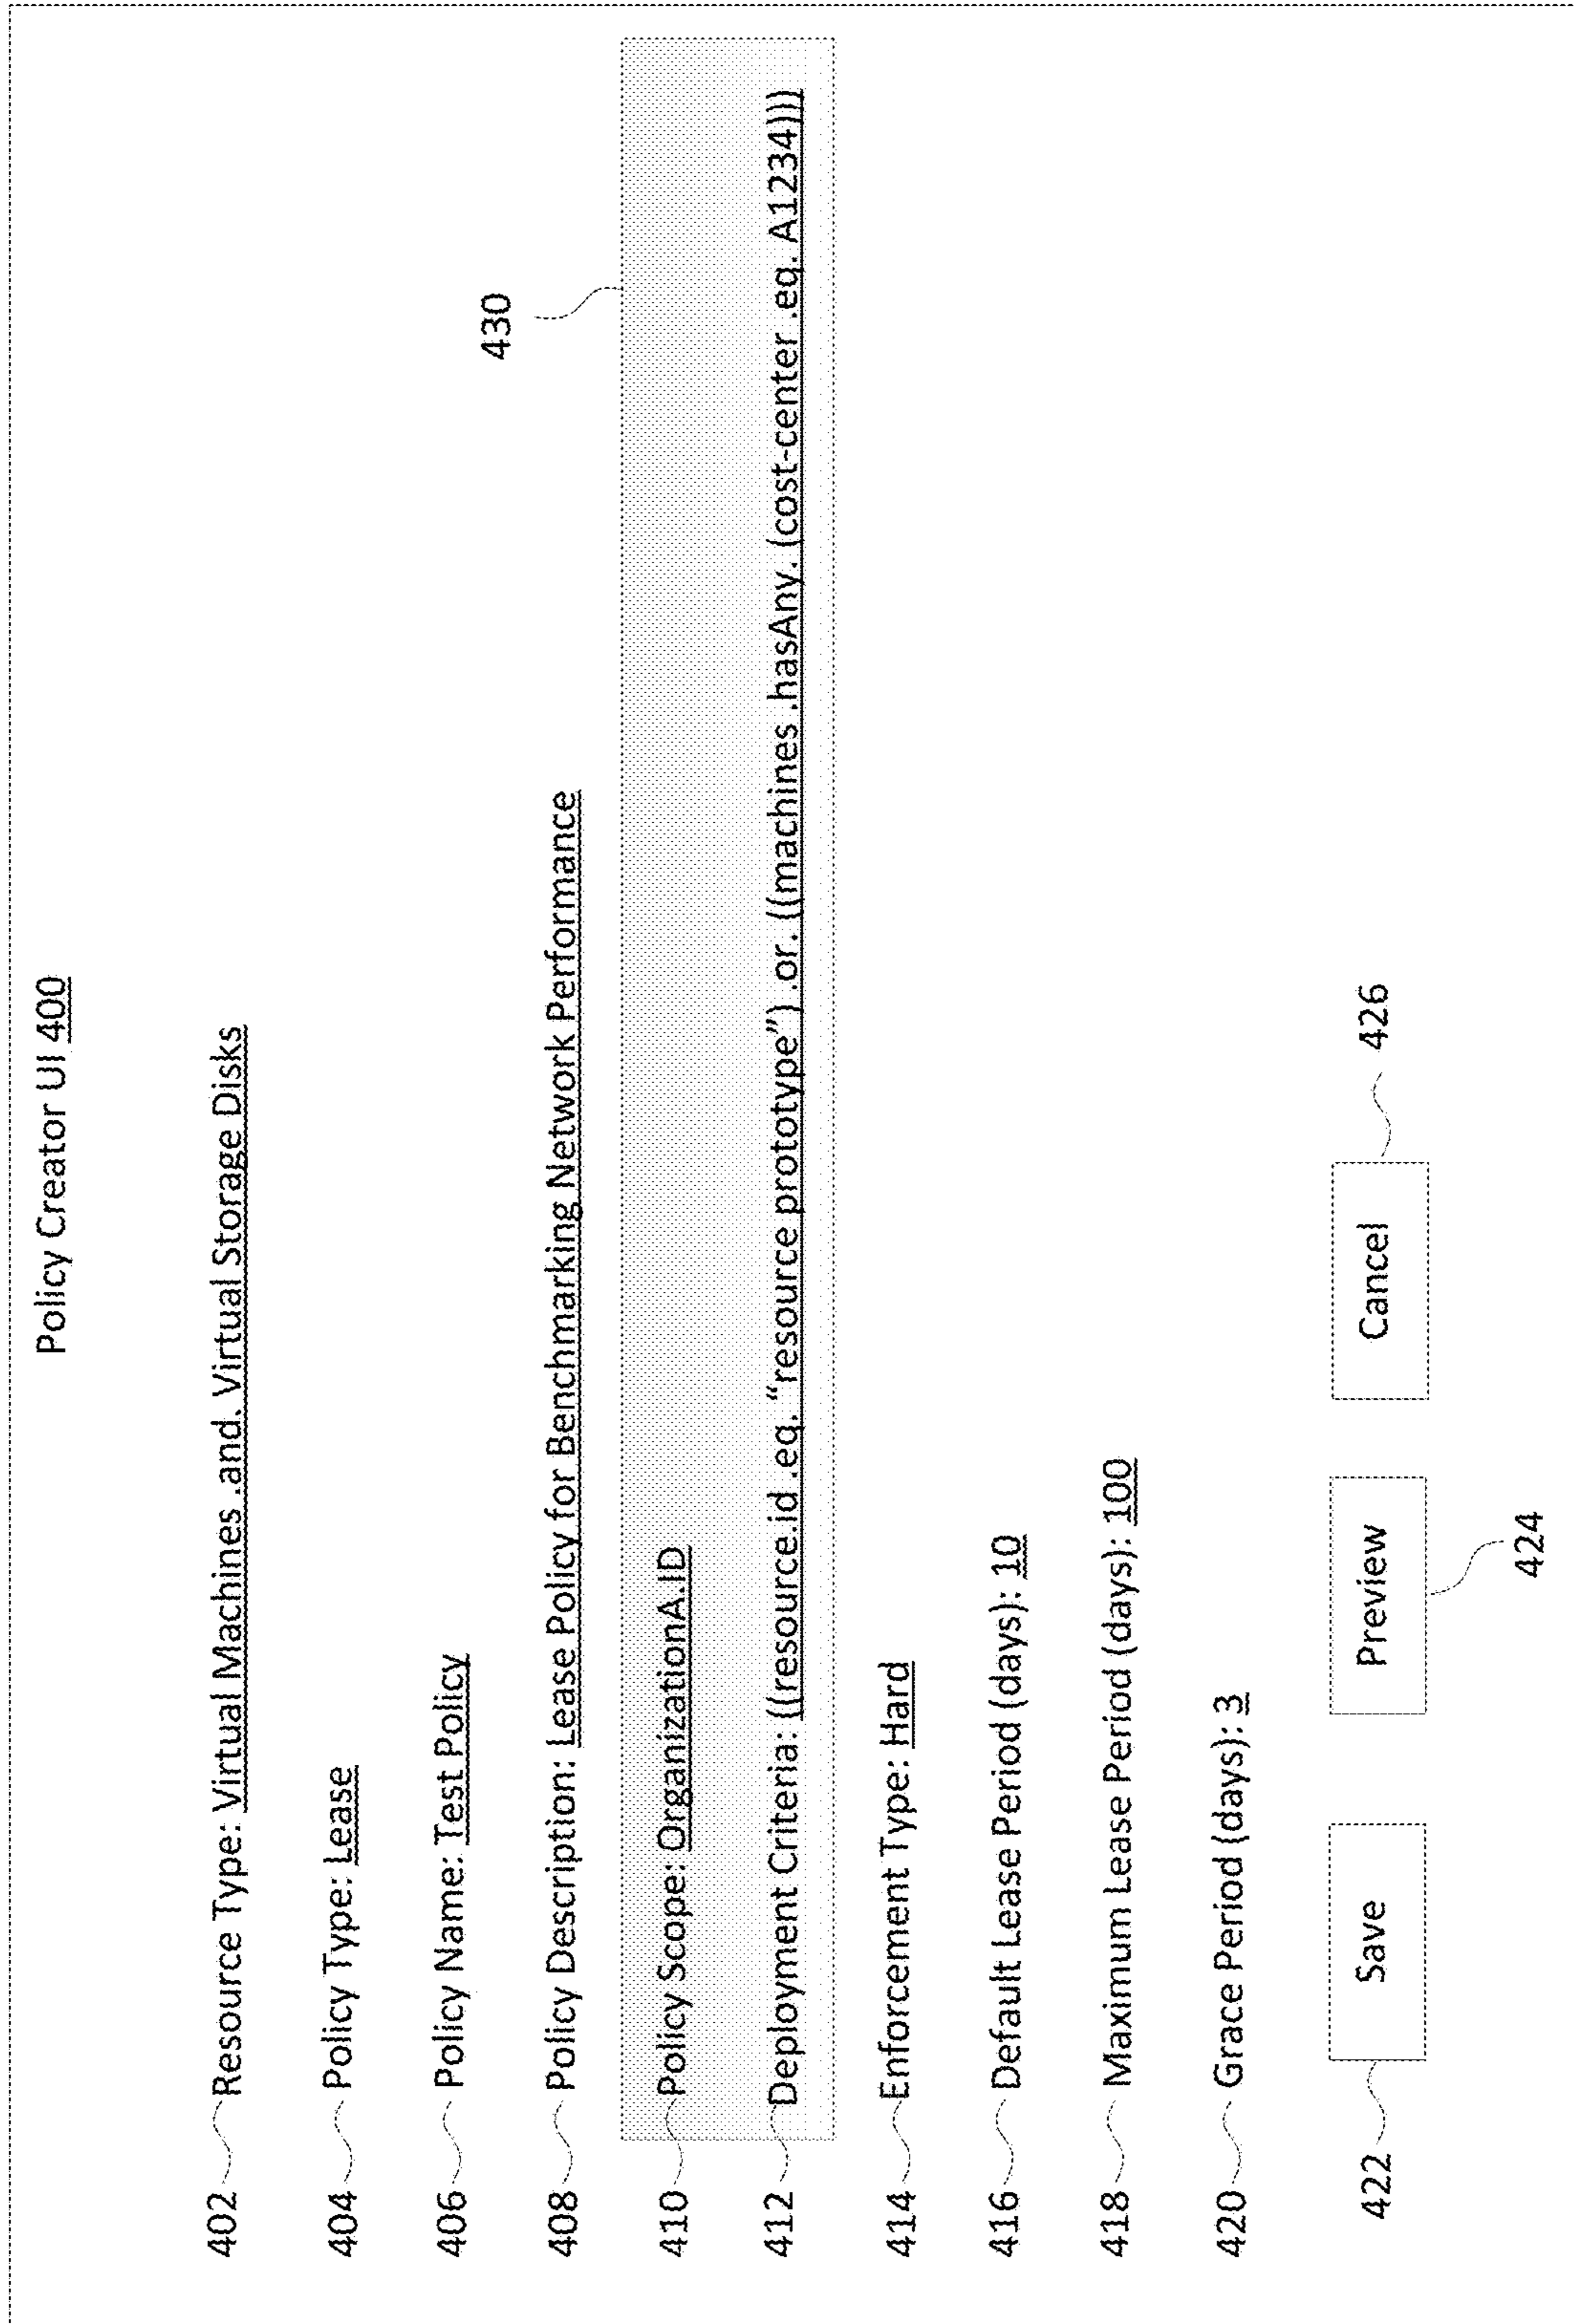 Policy Creator UI 400
402 Resource Type: Virtual Machines .and. Virtual Storage Disks
404 Policy Type: Lease
406 Policy Name: Test Policy
408 Policy Description: Lease Policy for Benchmarking Network Performance
430
410 Policy Scope: OrganizationA.ID
412 Deployment Criteria: ((resource.id .eq. “resource prototype”) .or. ((machines .hasAny. (cost-center .eq. A1234)))
414 Enforcement Type: Hard
416 Default Lease Period (days): 10
418 Maximum Lease Period (days): 100
420 Grace Period (days): 3
422 Save Preview Cancel 426
424